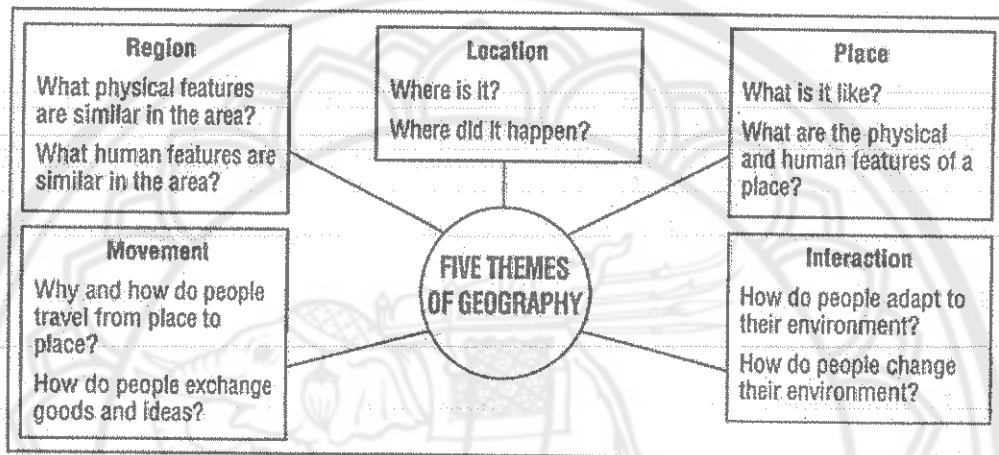 Region
What physical features
are similar in the area?
What human features are
similar in the area?
Location
Where is it?
Where did it happen?
Place
What is it like?
What are the physical
and human features of a
place?
FIVE THEMES
OF GEOGRAPHY
Movement
Why and how do people
travel from place to
place?
How do people exchange
goods and ideas?
Interaction
How do people adapt to
their environment?
How do people change
their environment?